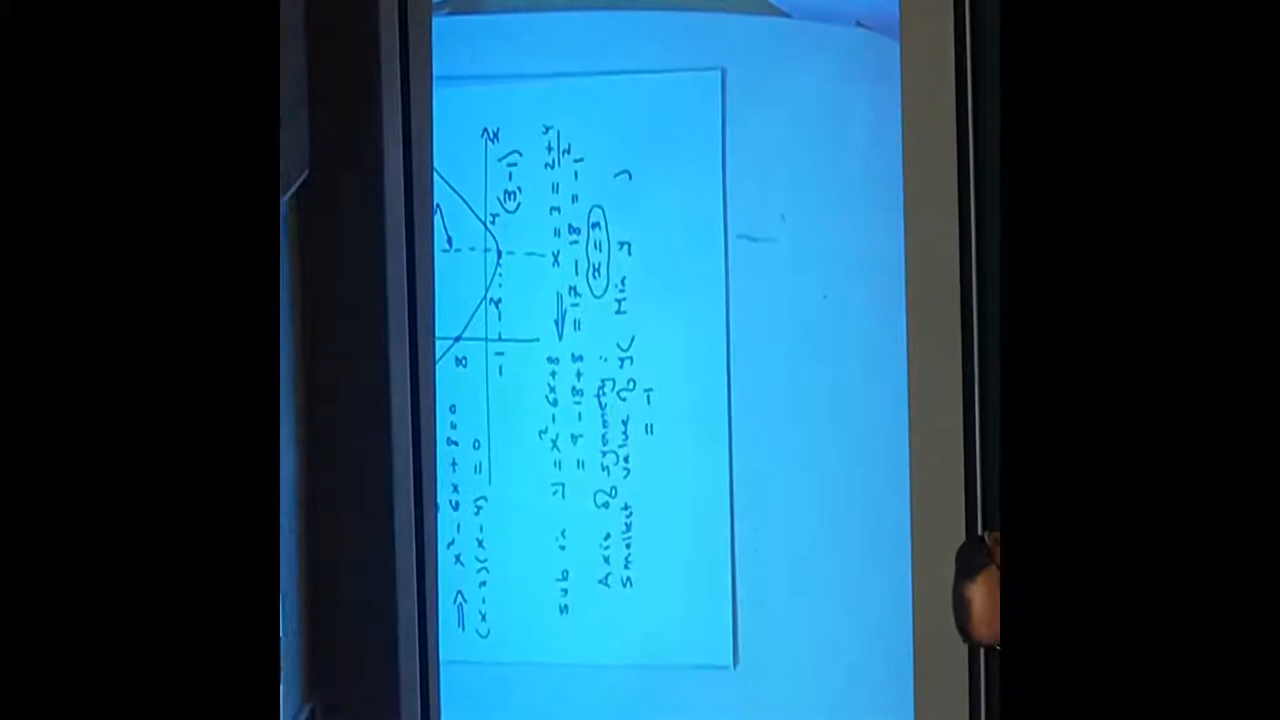 ⇒ x² - 6x + 8 = 0
(x - 2)(x - 4) = 0
8
-1
2
4
x
(3, -1)
sub in y = x² - 6x + 8 ⇐ x = 3 = (2+4)/2
= 9 - 18 + 8 = 17 - 18 = -1
Axis of symmetry : x = 3
Smallest value of y ( Min y )
= -1